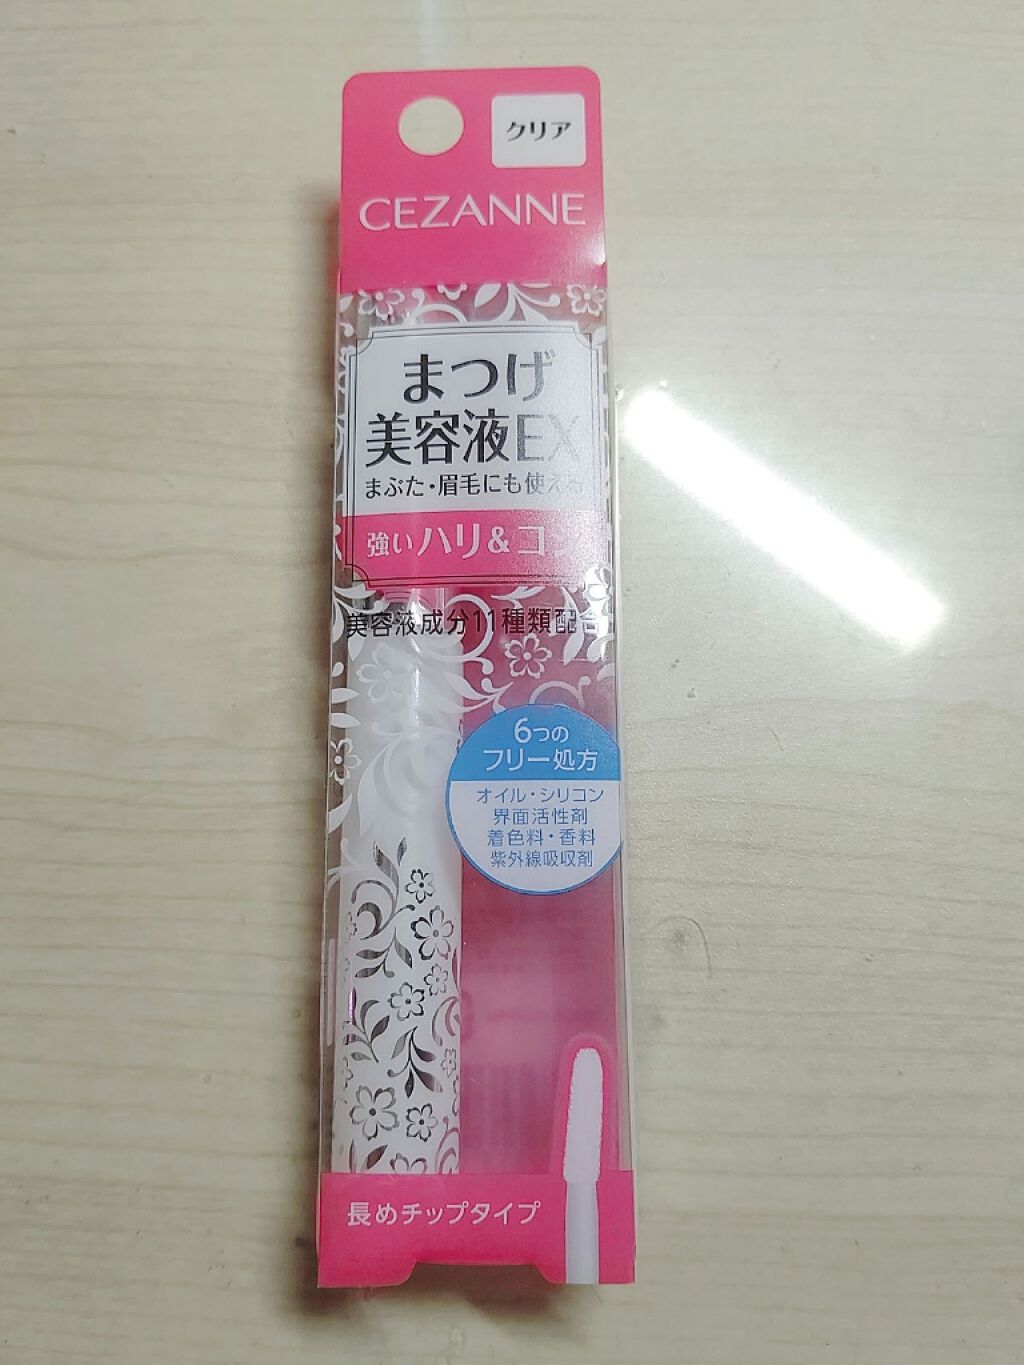 クリア
CEZANNE
まつげ
美容液EX
まぶた・眉毛にも使える
強いハリ&コシ
美容液成分11種類配合
6つの
フリー処方
オイル・シリコン
界面活性剤
着色料・香料
紫外線吸収剤
長めチップタイプ